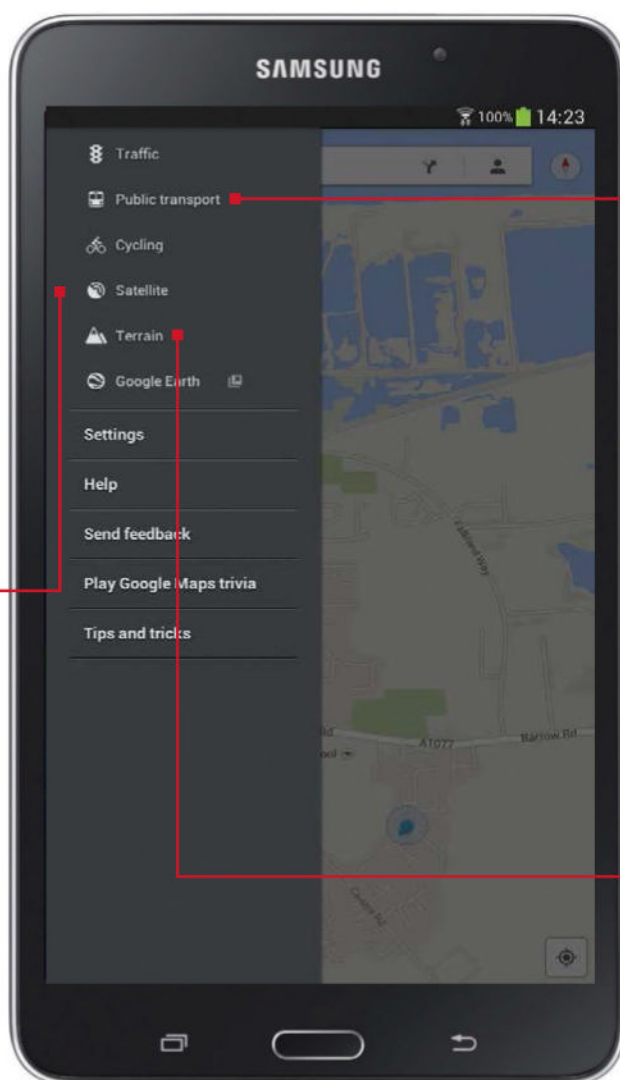 SAMSUNG
100% 14:23
Traffic
Public transport
Cycling
Satellite
Terrain
Google Earth
Settings
Help
Send feedback
Play Google Maps trivia
Tips and tricks
Rd
A1077
Barrow Rd